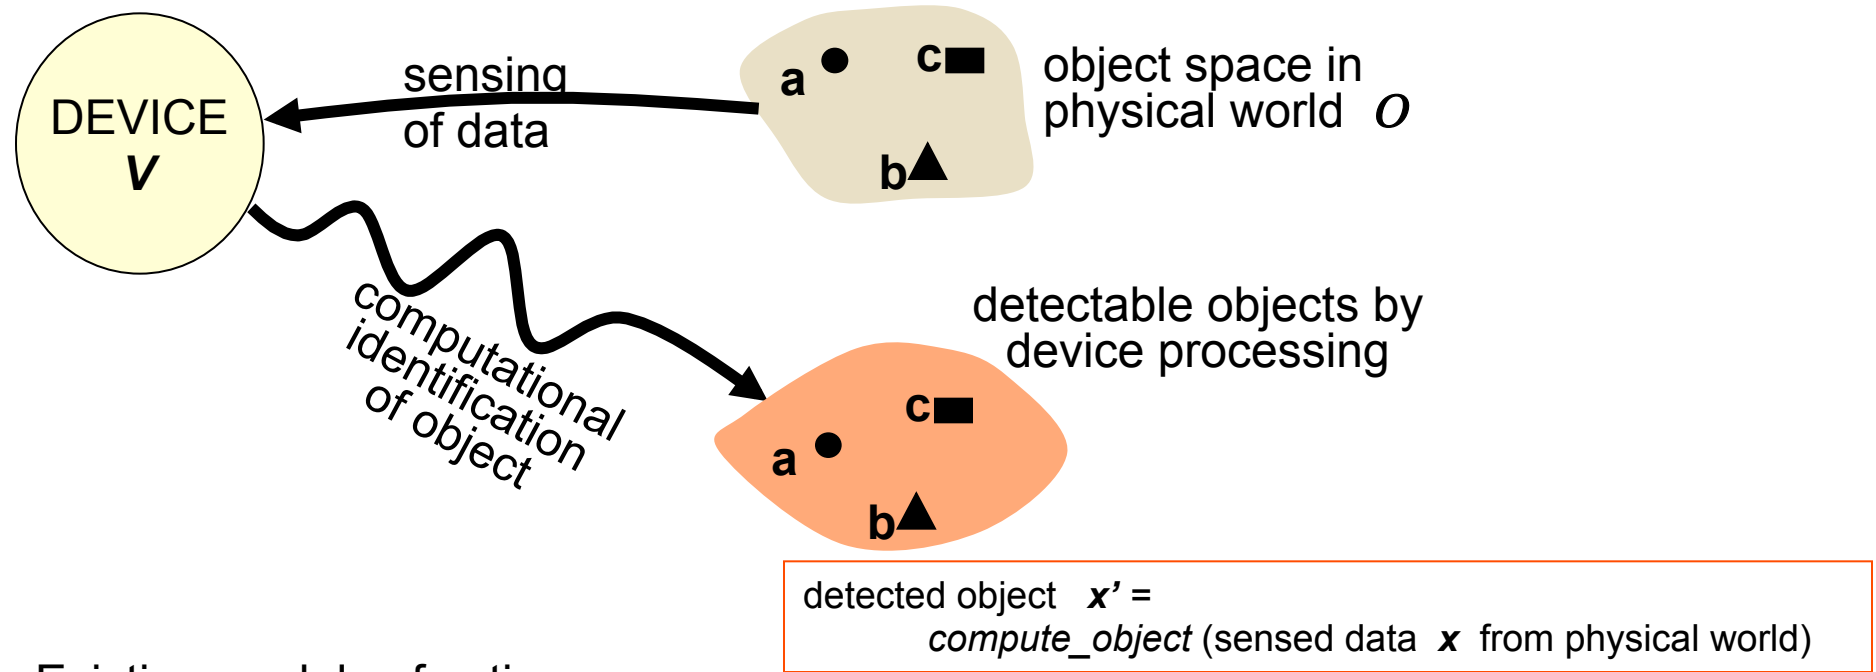 DEVICE
V
sensing
of data
a
c
b
object space in
physical world O
computational
identification
of object
detectable objects by
device processing
c
a
b
detected object x’ =
compute_object (sensed data x from physical world)